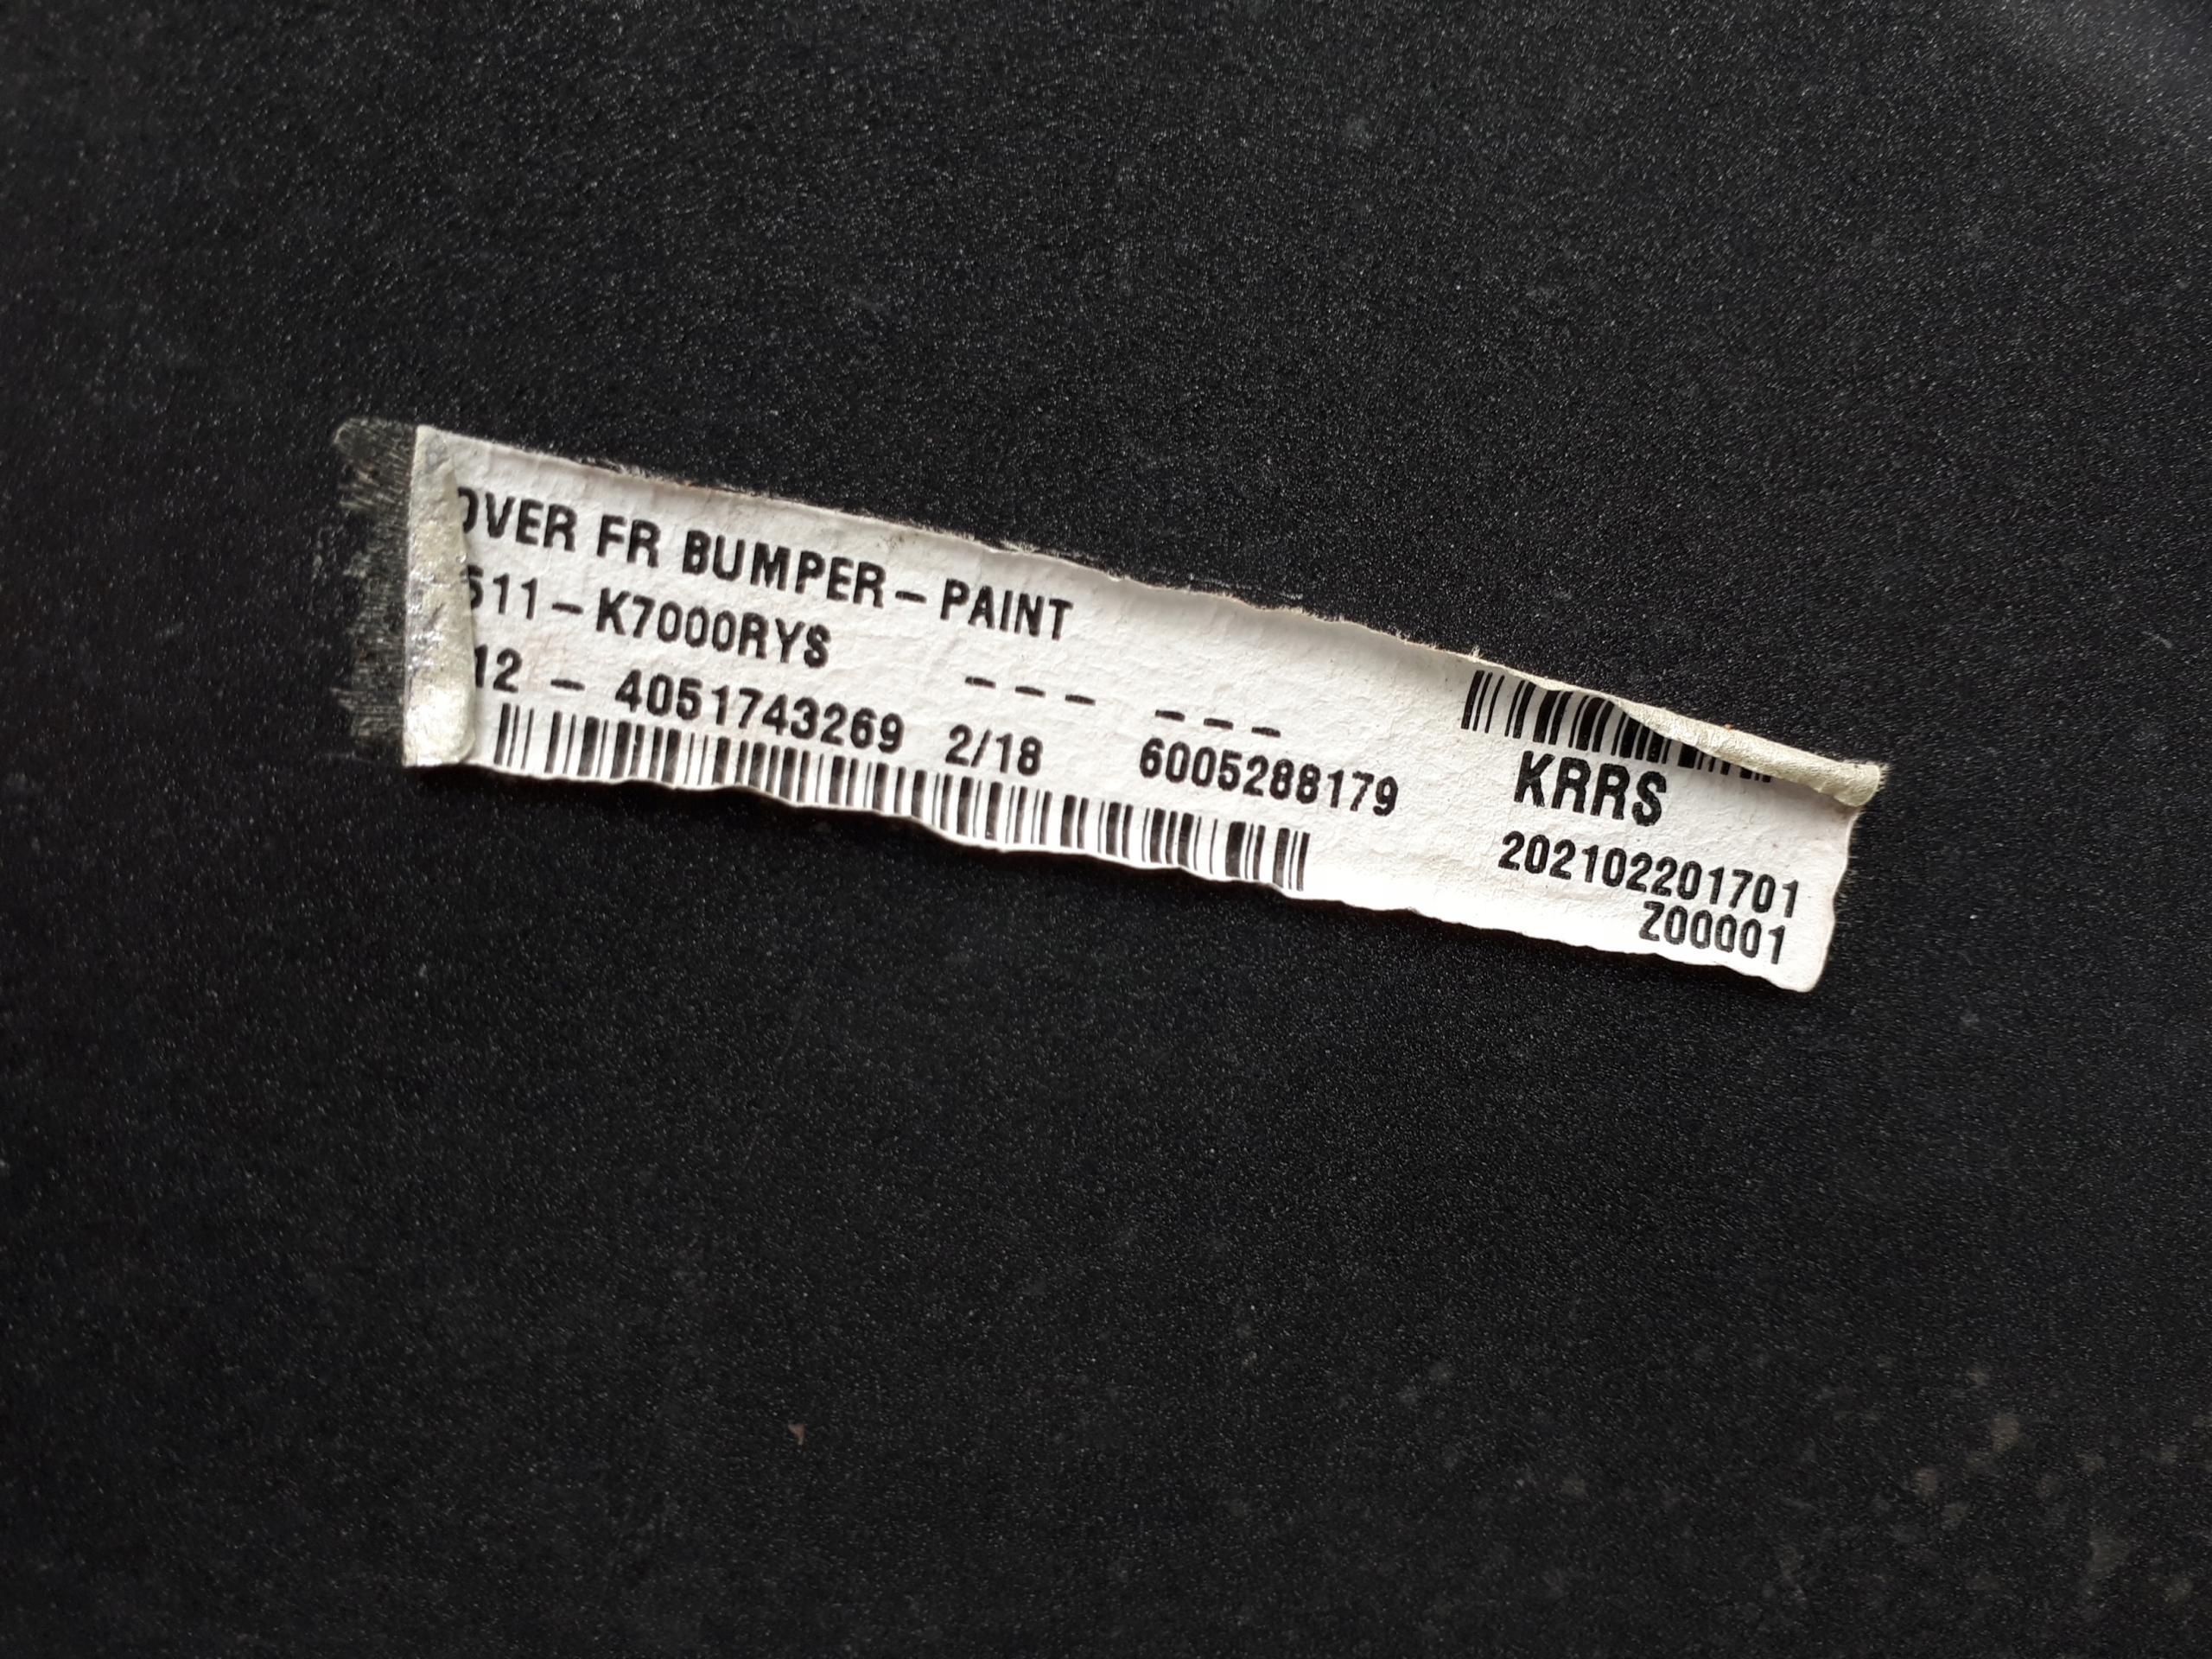 OVER FR BUMPER-PAINT
511-K7000RYS
--- ---
12 - 4051743269 2/18 6005288179
KRRS
202102201701
Z00001